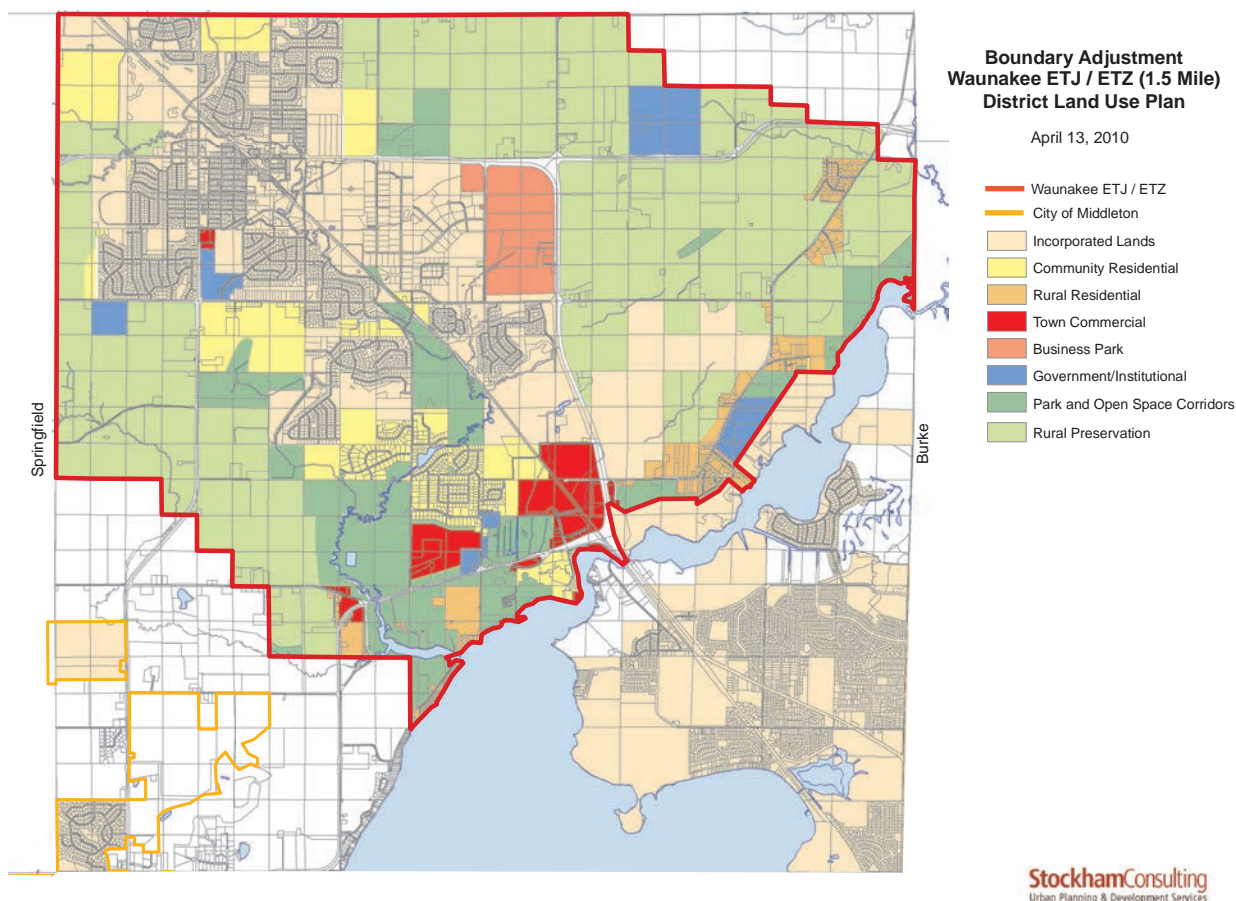 Boundary Adjustment
Waunakee ETJ / ETZ (1.5 Mile)
District Land Use Plan
April 13, 2010
Waunakee ETJ / ETZ
City of Middleton
Incorporated Lands
Community Residential
Rural Residential
Town Commercial
Business Park
Government/Institutional
Park and Open Space Corridors
Rural Preservation
Springfield
Burke
StockhamConsulting
Urban Planning & Development Services